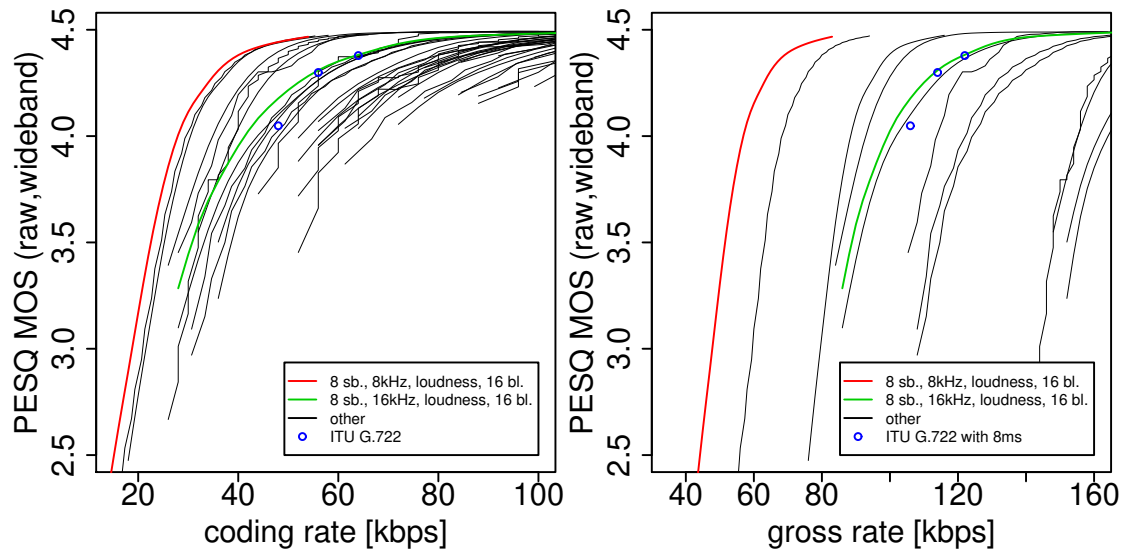 PESQ MOS (raw,wideband)
4.5
4.0
3.5
3.0
2.5
8 sb., 8kHz, loudness, 16 bl.
8 sb., 16kHz, loudness, 16 bl.
other
ITU G.722
20 40 60 80 100
coding rate [kbps]
PESQ MOS (raw,wideband)
4.5
4.0
3.5
3.0
2.5
8 sb., 8kHz, loudness, 16 bl.
8 sb., 16kHz, loudness, 16 bl.
other
ITU G.722 with 8ms
40 60 80 120 160
gross rate [kbps]